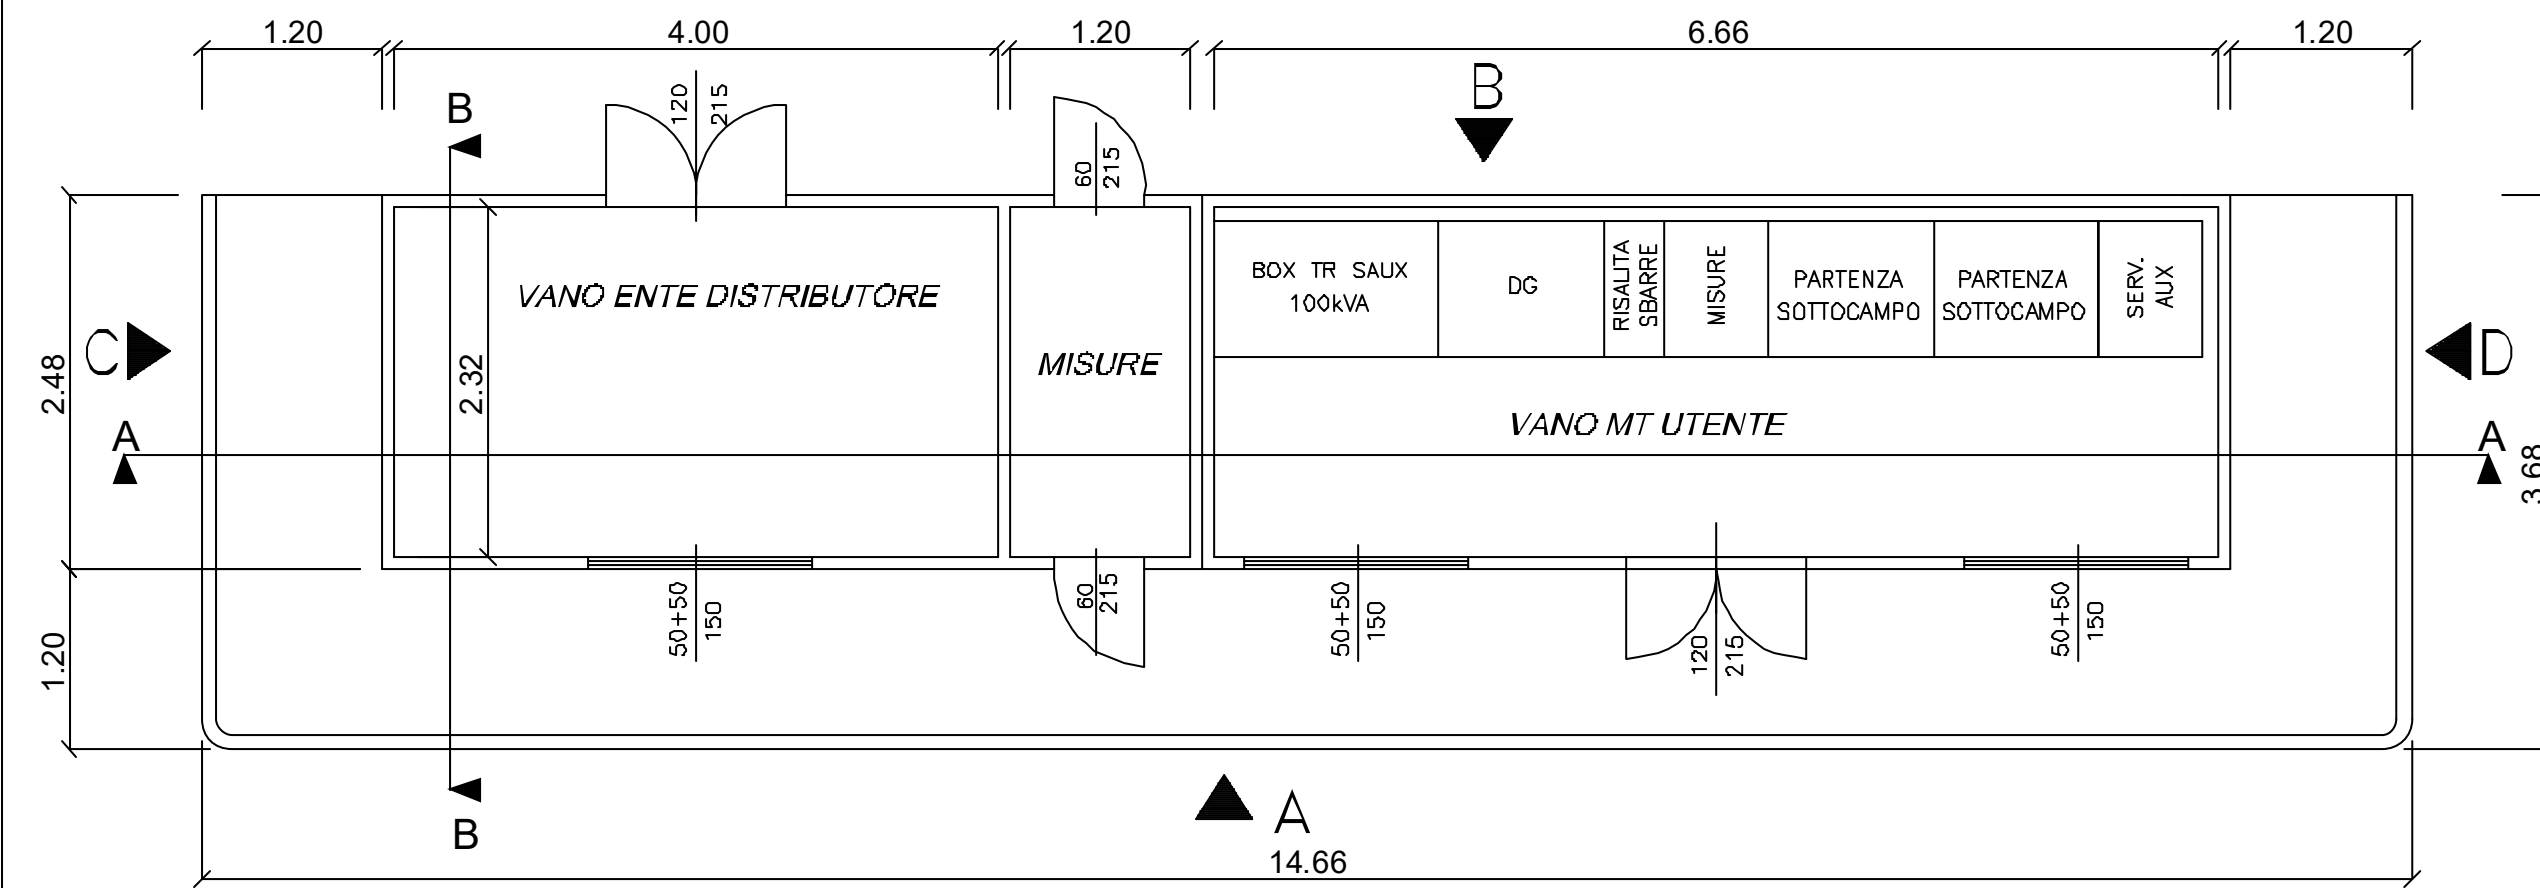 1.20
4.00
1.20
6.66
1.20
B
B
120
215
60
215
BOX TR SAUX
100kVA
DG
RISALITA
SBARRE
MISURE
PARTENZA
SOTTOCAMPO
PARTENZA
SOTTOCAMPO
SERV.
AUX
VANO ENTE DISTRIBUTORE
C
D
2.48
2.32
MISURE
VANO MT UTENTE
A
A
3.68
50+50
150
60
215
50+50
150
120
215
50+50
150
1.20
B
A
14.66